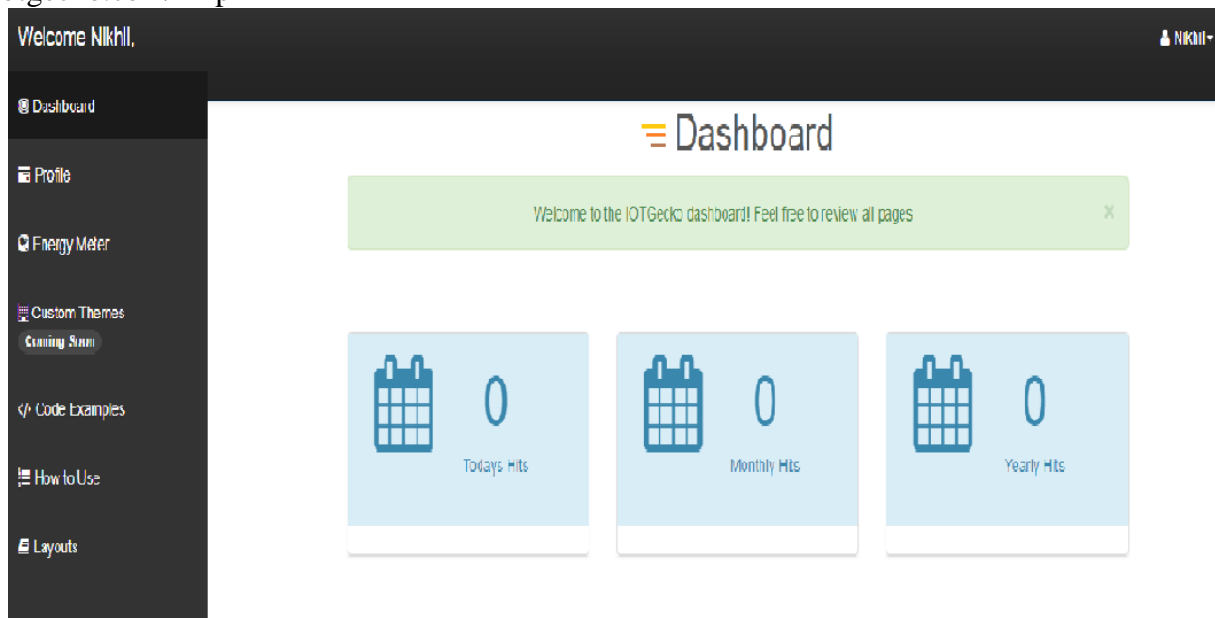 Welcome Nikhil,
Nikhil
Dashboard
Dashboard
Profile
Welcome to the IOTGecko dashboard! Feel free to review all pages
×
Energy Meter
Custom Themes
Coming Soon
0
0
0
Todays Hits
Monthly Hits
Yearly Hits
</> Code Examples
How to Use
Layouts